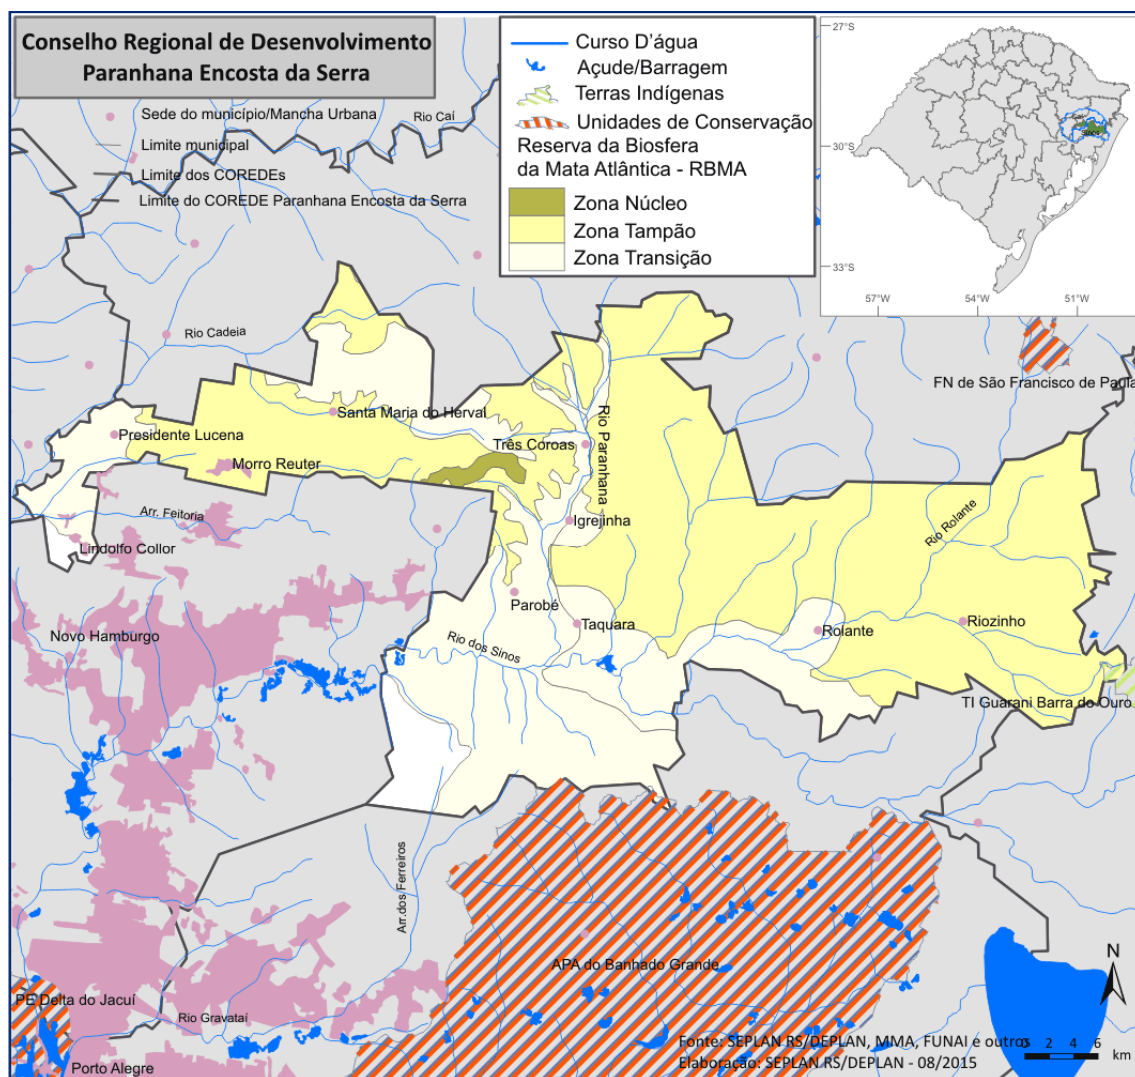 Conselho Regional de Desenvolvimento
Paranhana Encosta da Serra
Sede do município/Mancha Urbana
Limite municipal
Limite dos COREDEs
Limite do COREDE Paranhana Encosta da Serra
Curso D'água
Açude/Barragem
Terras Indígenas
Unidades de Conservação
Reserva da Biosfera
da Mata Atlântica - RBMA
Zona Núcleo
Zona Tampão
Zona Transição
27°S
30°S
33°S
57°W
54°W
51°W
Caí
Sinos
Rio Caí
Rio Cadeia
FN de São Francisco de Paula
Santa Maria do Herval
Presidente Lucena
Três Coroas
Rio Paranhana
Morro Reuter
Arr. Feitoria
Igrejinha
Rio Rolante
Lindolfo Collor
Parobé
Taquara
Rolante
Riozinho
Novo Hamburgo
Rio dos Sinos
TI Guarani Barra do Ouro
Arr.dos Ferreiros
APA do Banhado Grande
PE Delta do Jacuí
Rio Gravataí
Porto Alegre
N
Fonte: SEPLAN RS/DEPLAN, MMA, FUNAI e outros
Elaboração: SEPLAN RS/DEPLAN - 08/2015
0 2 4 6
km